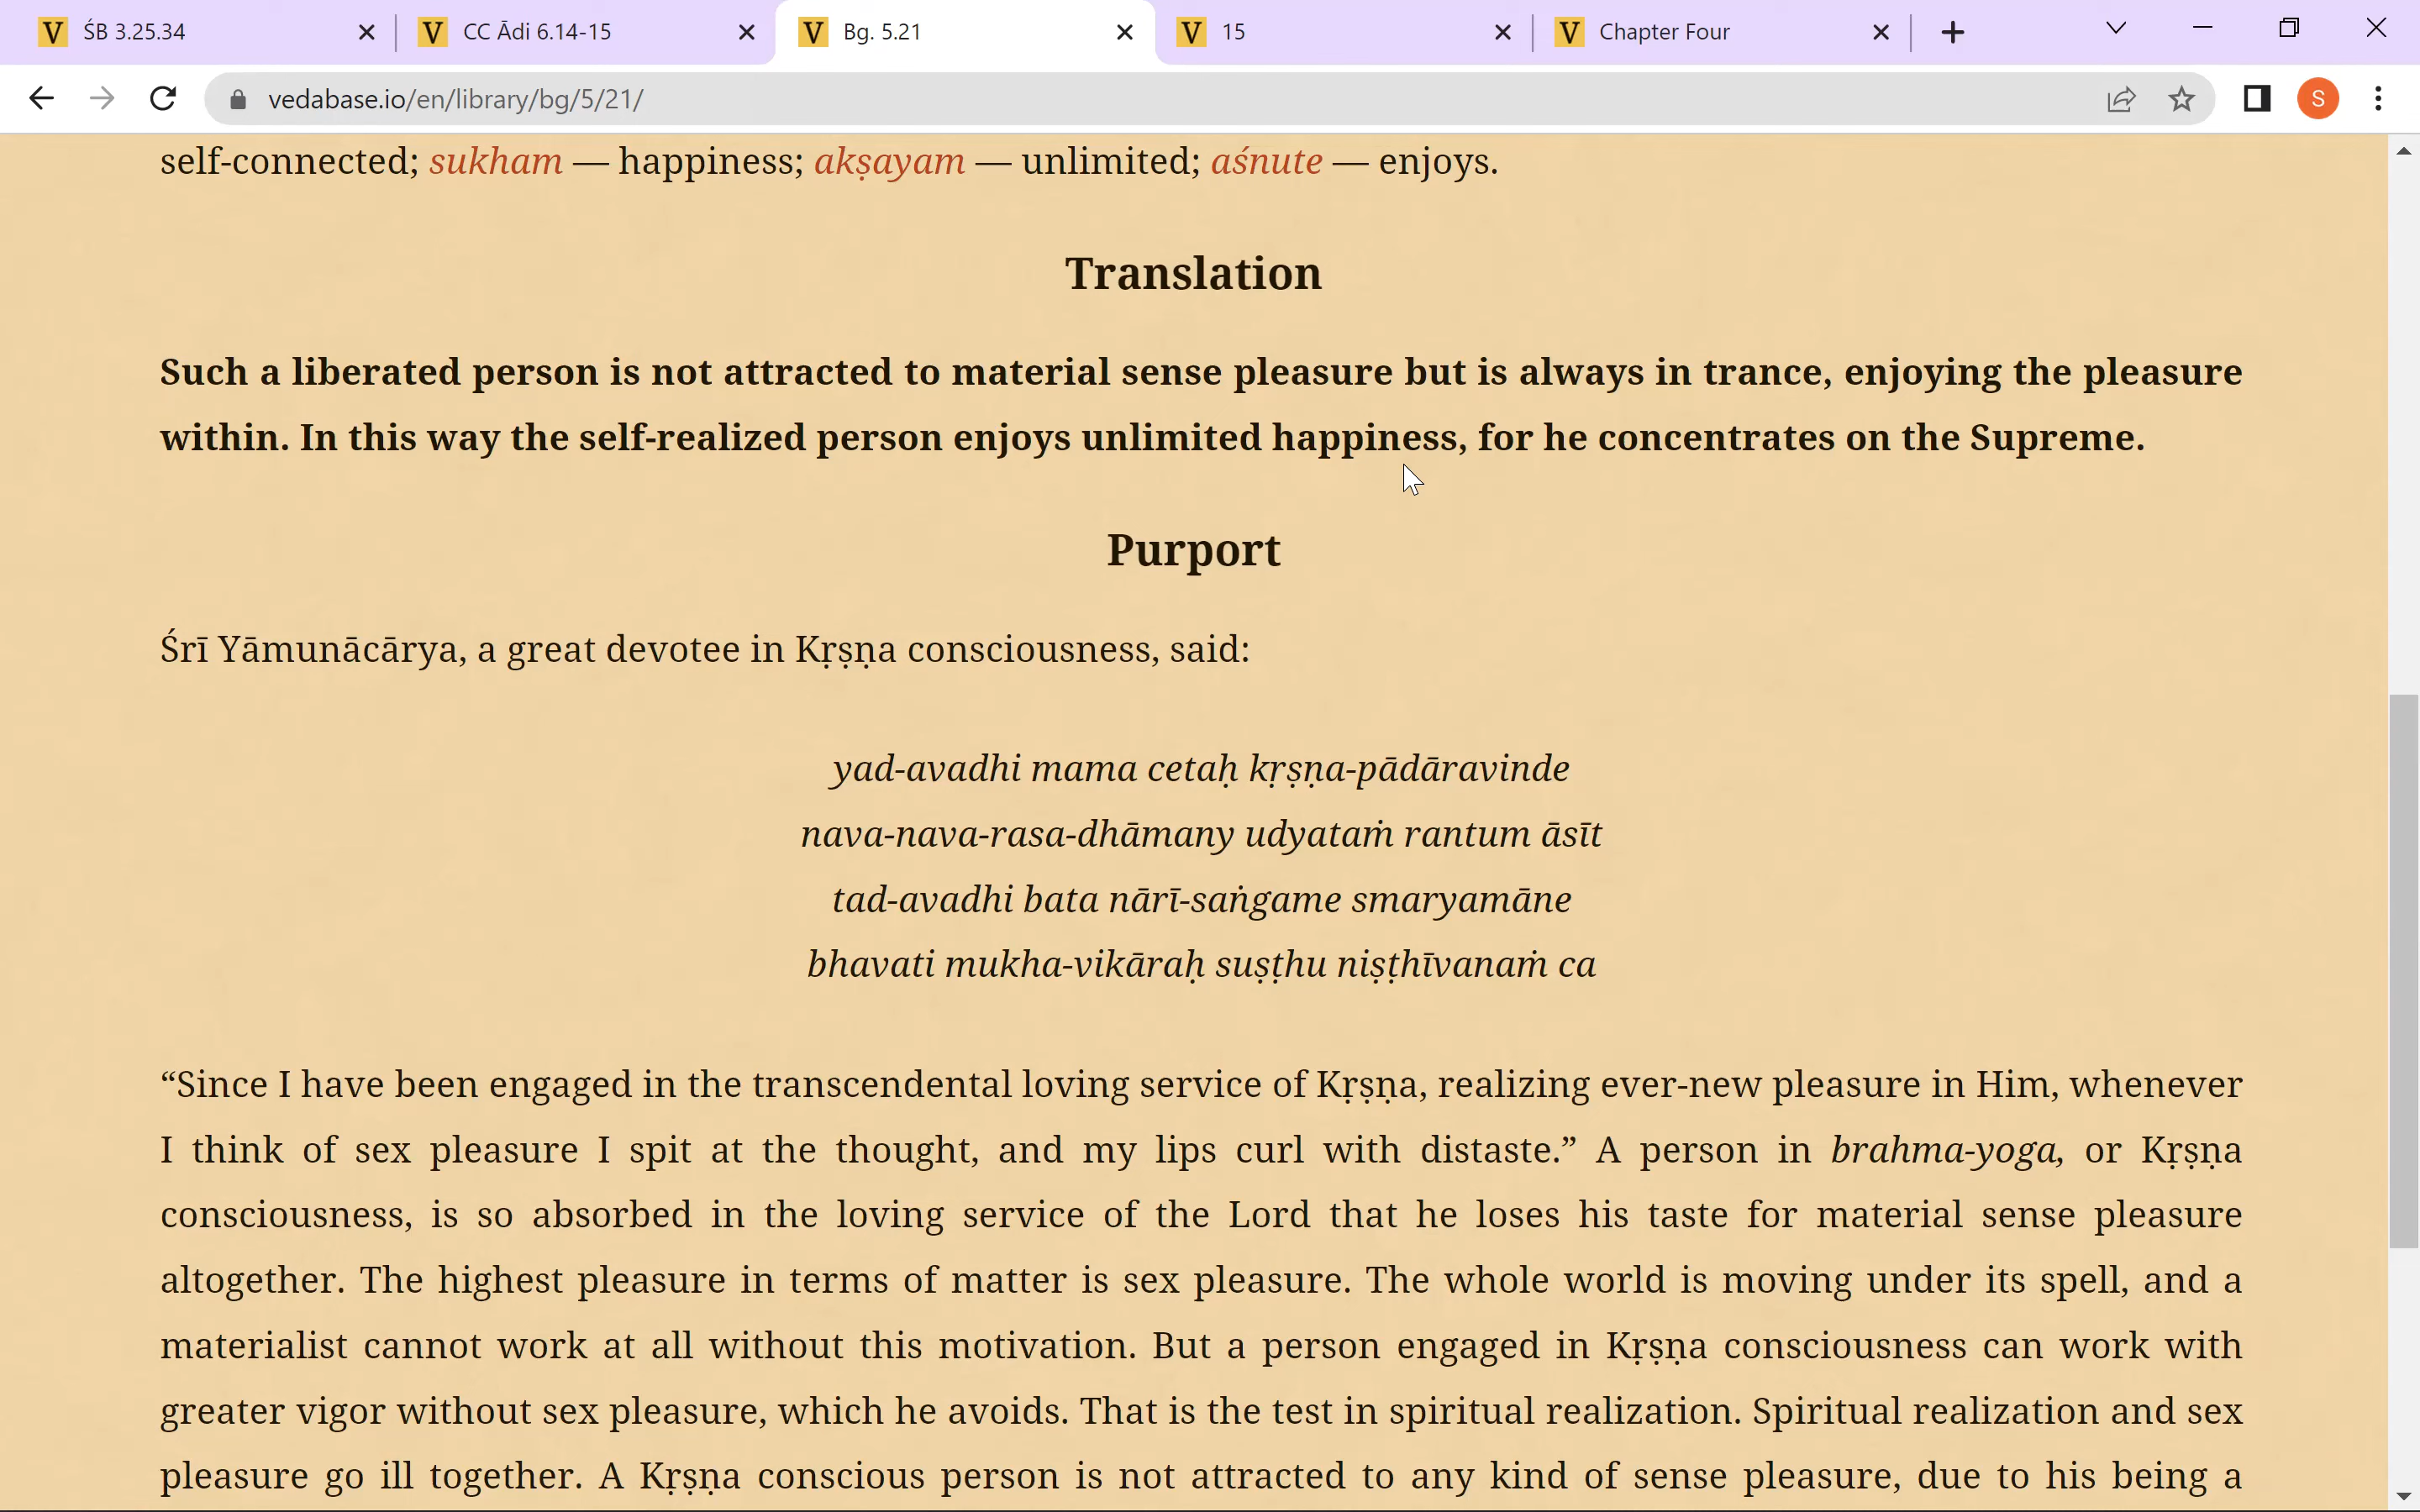 ŚB 3.25.34
CC Ādi 6.14-15
Bg. 5.21
15
Chapter Four
vedabase.io/en/library/bg/5/21/
S
self-connected; sukham — happiness; akṣayam — unlimited; aśnute — enjoys.
Translation
Such a liberated person is not attracted to material sense pleasure but is always in trance, enjoying the pleasure
within. In this way the self-realized person enjoys unlimited happiness, for he concentrates on the Supreme.
Purport
Śrī Yāmunācārya, a great devotee in Kṛṣṇa consciousness, said:
yad-avadhi mama cetaḥ kṛṣṇa-pādāravinde
nava-nava-rasa-dhāmany udyataṁ rantum āsīt
tad-avadhi bata nārī-saṅgame smaryamāne
bhavati mukha-vikāraḥ suṣṭhu niṣṭhīvanaṁ ca
“Since I have been engaged in the transcendental loving service of Kṛṣṇa, realizing ever-new pleasure in Him, whenever
I think of sex pleasure I spit at the thought, and my lips curl with distaste.” A person in brahma-yoga, or Kṛṣṇa
consciousness, is so absorbed in the loving service of the Lord that he loses his taste for material sense pleasure
altogether. The highest pleasure in terms of matter is sex pleasure. The whole world is moving under its spell, and a
materialist cannot work at all without this motivation. But a person engaged in Kṛṣṇa consciousness can work with
greater vigor without sex pleasure, which he avoids. That is the test in spiritual realization. Spiritual realization and sex
pleasure go ill together. A Kṛṣṇa conscious person is not attracted to any kind of sense pleasure, due to his being a